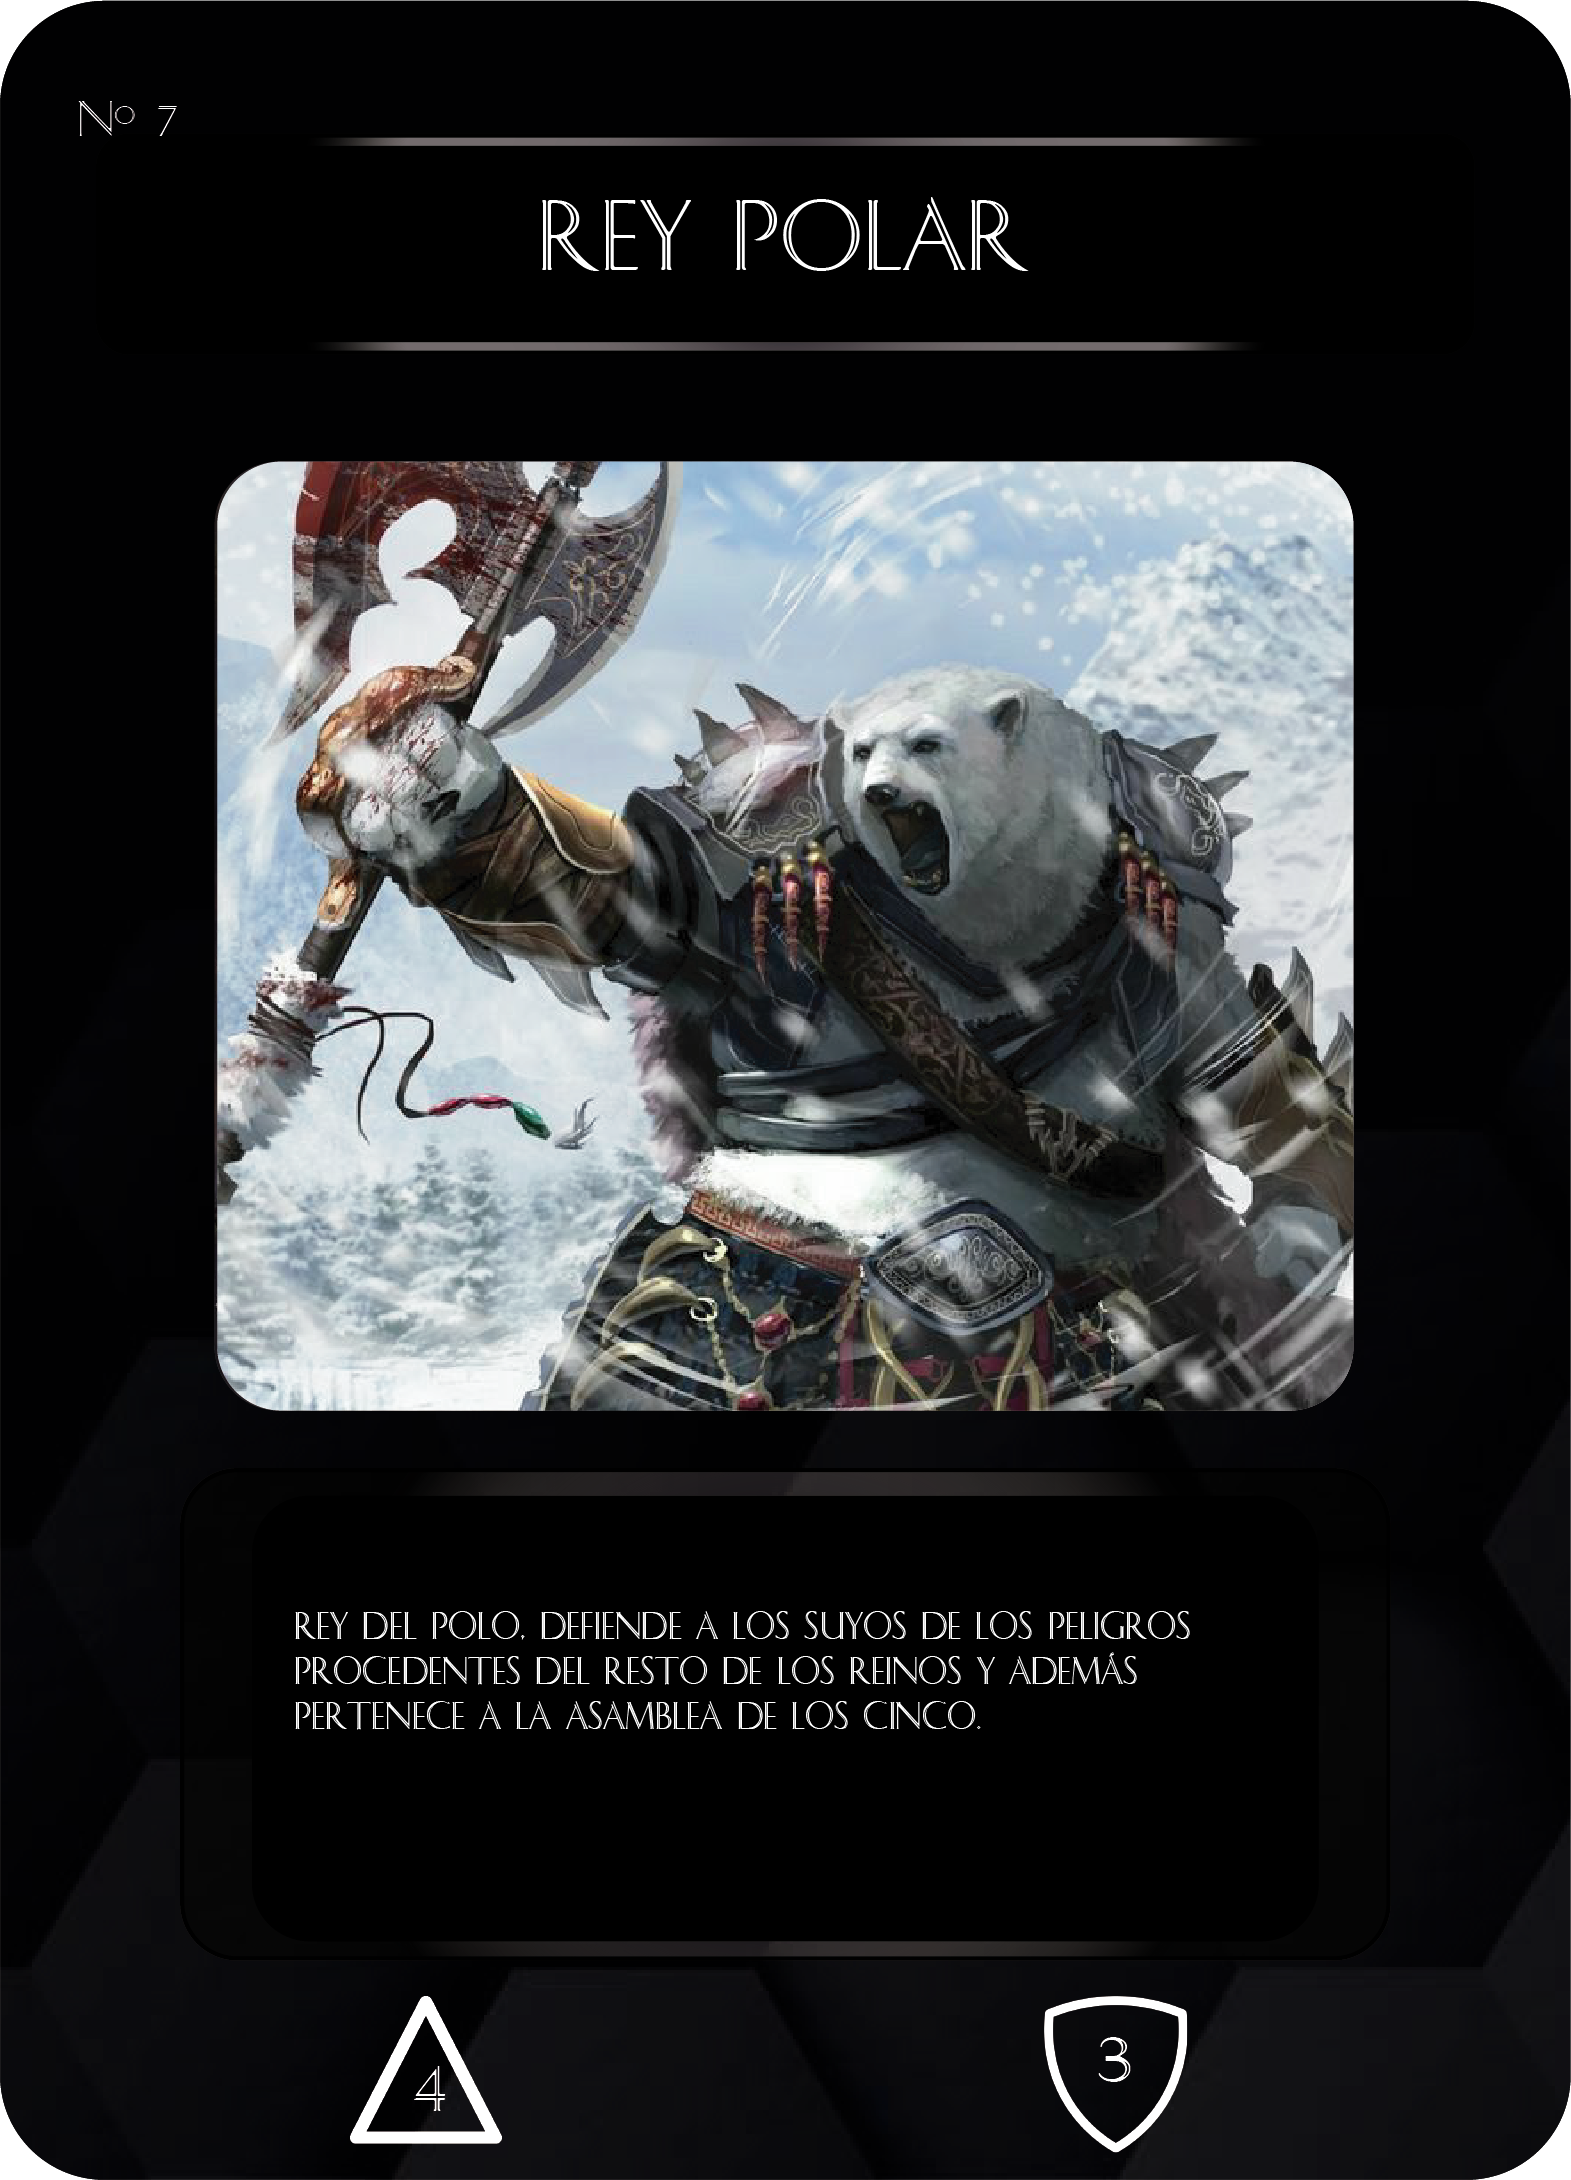 Nº 7
REY POLAR
REY DEL POLO, DEFIENDE A LOS SUYOS DE LOS PELIGROS
PROCEDENTES DEL RESTO DE LOS REINOS Y ADEMÁS
PERTENECE A LA ASAMBLEA DE LOS CINCO.
4
3